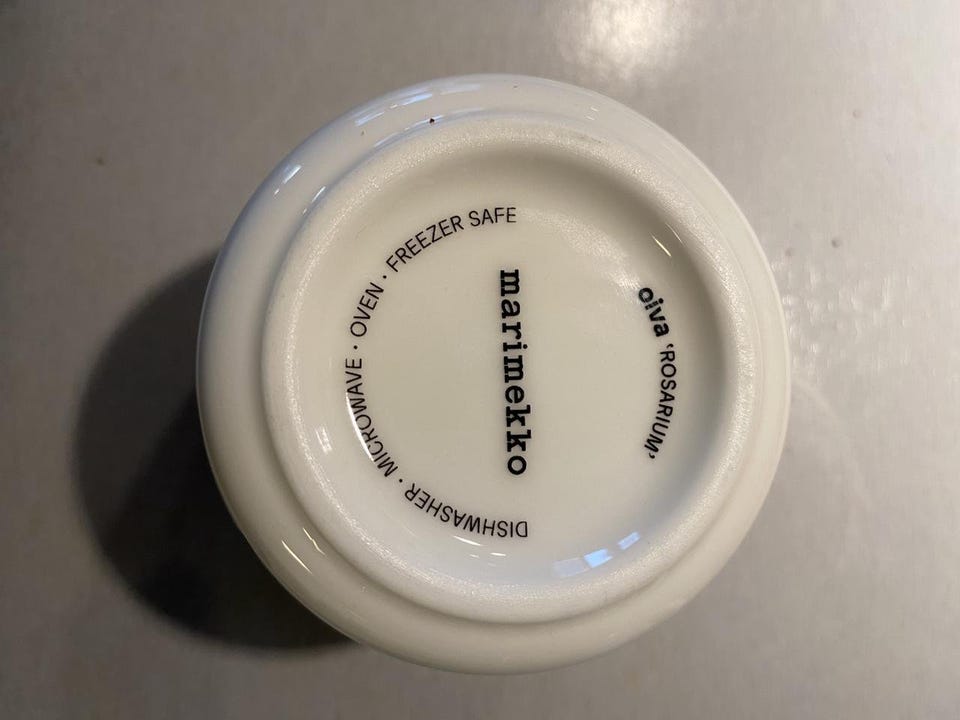 oiva ‘ROSARIUM’
marimekko
DISHWASHER · MICROWAVE · OVEN · FREEZER SAFE